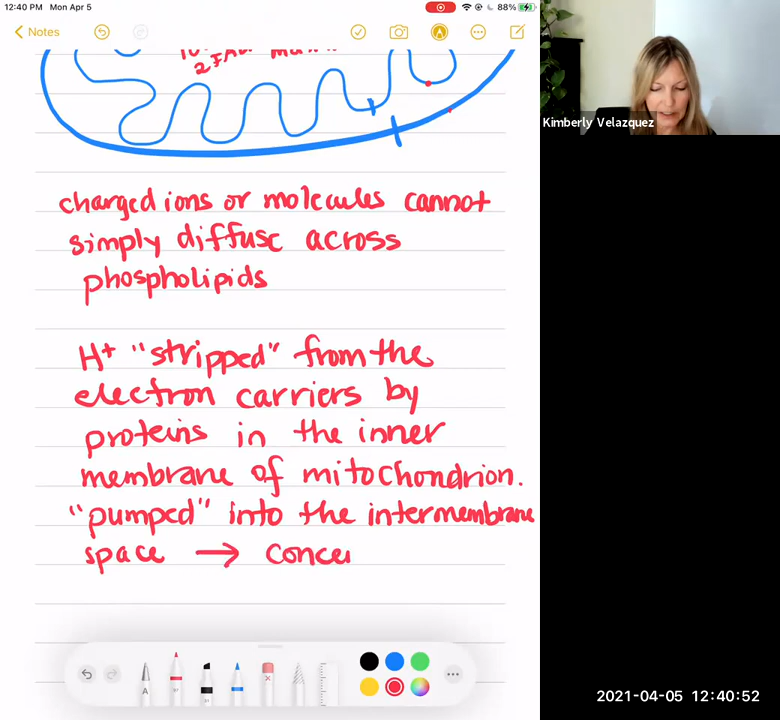 12:40 PM Mon Apr 5 88%
Notes
charged ions or molecules cannot
simply diffuse across
phospholipids
H+ "stripped" from the
electron carriers by
proteins in the inner
membrane of mitochondrion.
"pumped" into the intermembrane
space → conce
Kimberly Velazquez
2021-04-05 12:40:52